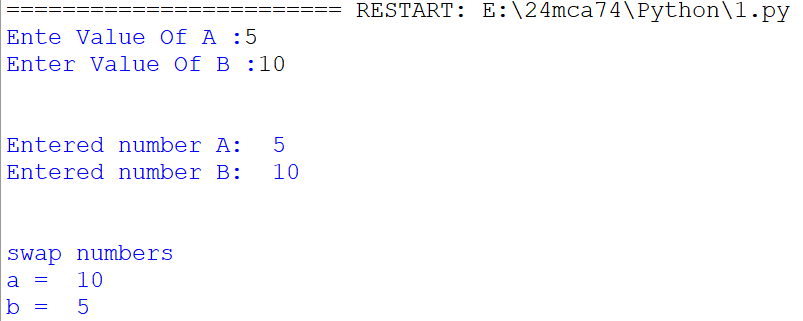 ======================== RESTART: E:\24mca74\Python\1.py
Ente Value Of A :5
Enter Value Of B :10
Entered number A:  5
Entered number B:  10
swap numbers
a =  10
b =  5